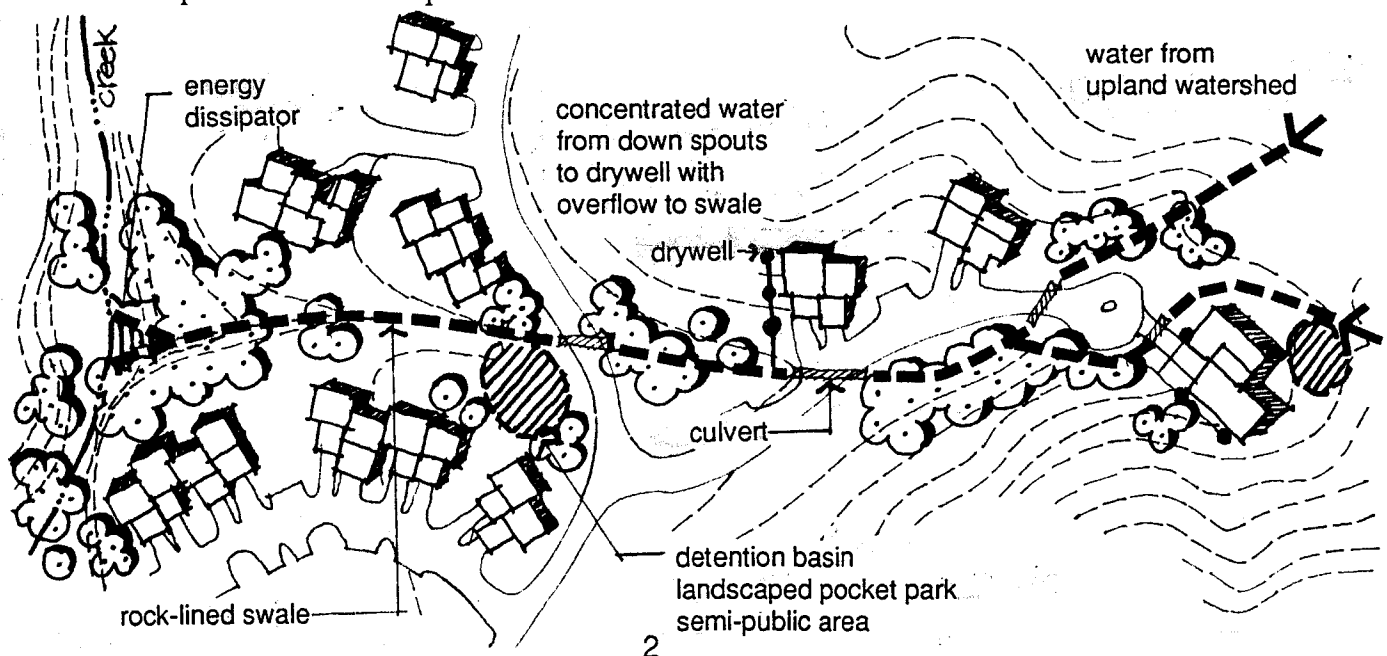 creek
energy
dissipator
concentrated water
from down spouts
to drywell with
overflow to swale
water from
upland watershed
drywell
culvert
detention basin
landscaped pocket park
semi-public area
rock-lined swale
2